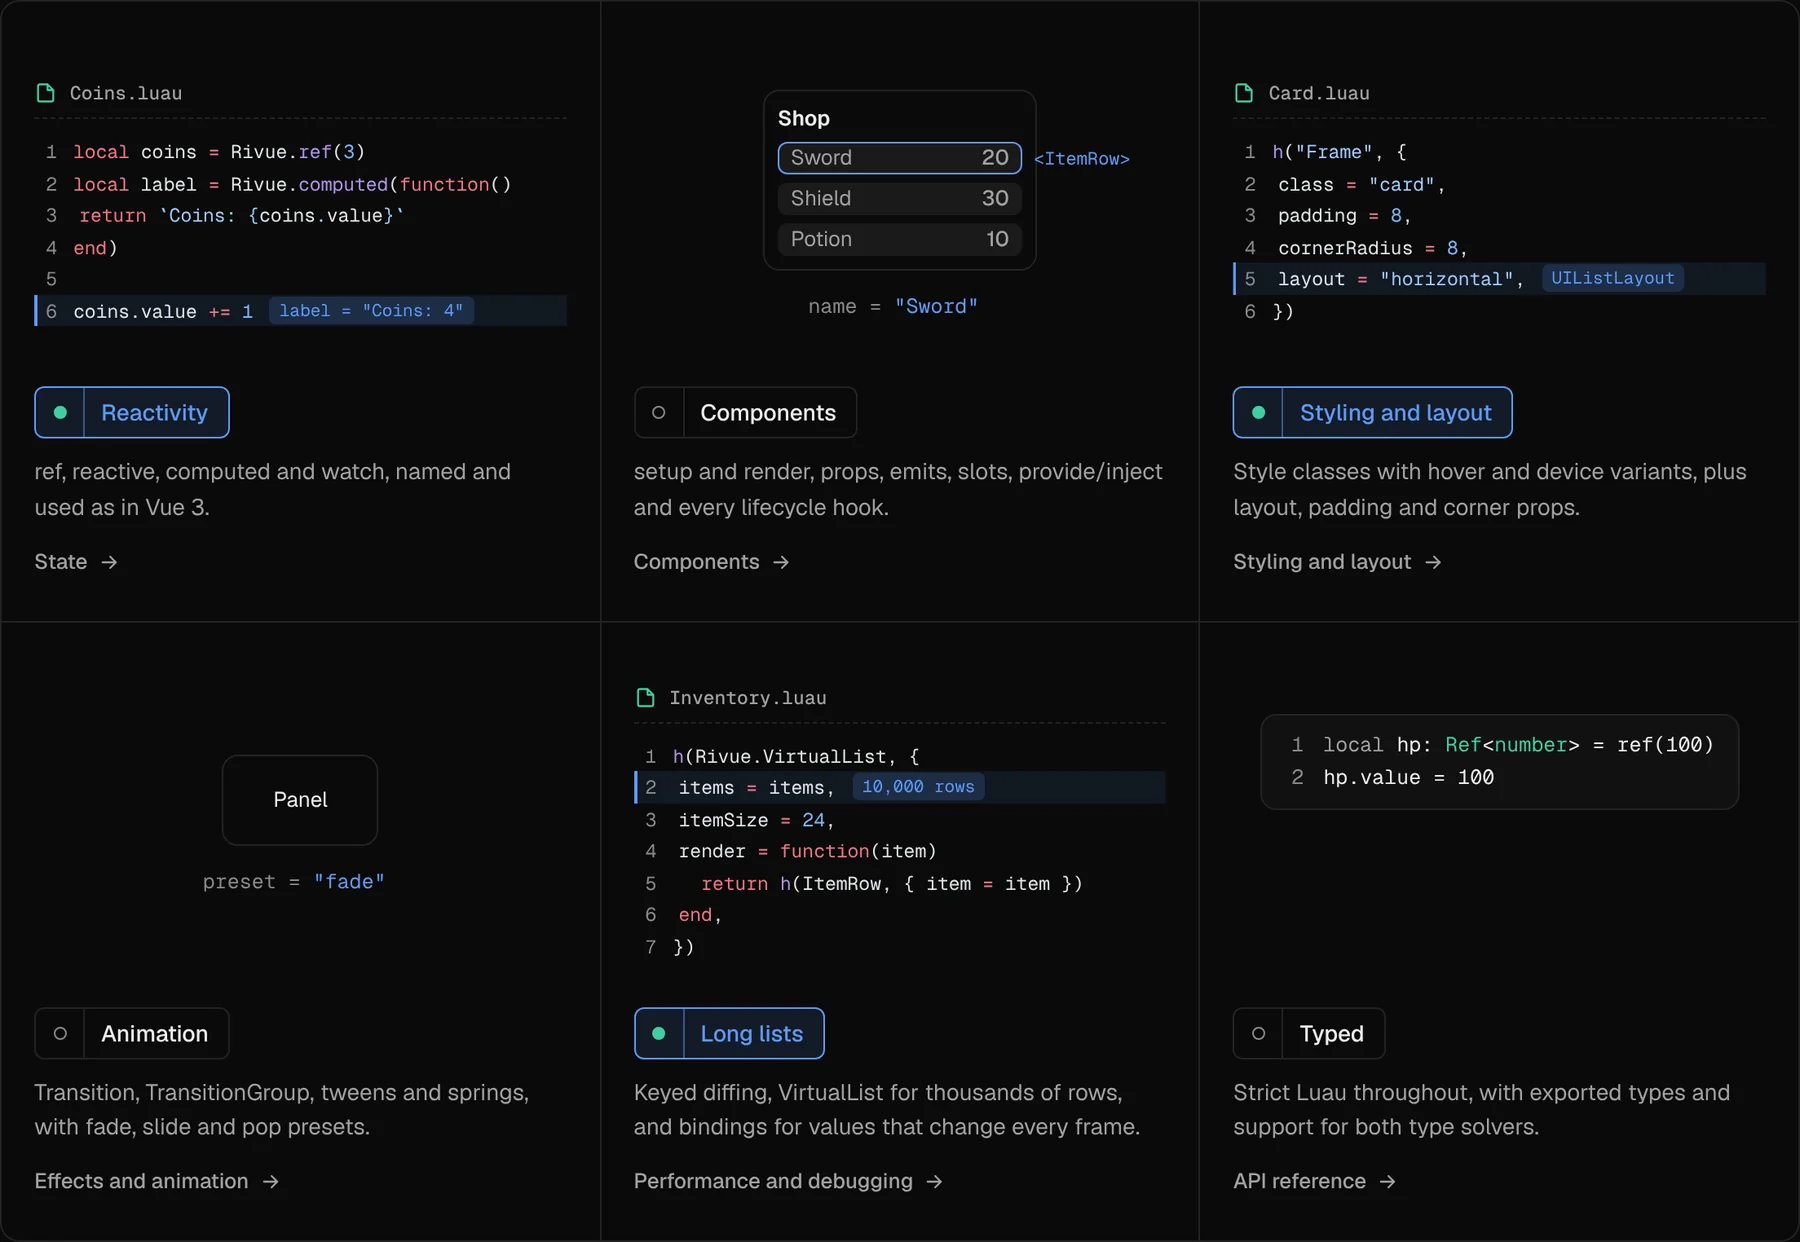 Coins.luau
1 local coins = Rivue.ref(3)
2 local label = Rivue.computed(function()
3 return `Coins: {coins.value}`
4 end)
5
6 coins.value += 1 label = "Coins: 4"
Reactivity
ref, reactive, computed and watch, named and
used as in Vue 3.
State →
Shop
Sword 20 <ItemRow>
Shield 30
Potion 10
name = "Sword"
Components
setup and render, props, emits, slots, provide/inject
and every lifecycle hook.
Components →
Card.luau
1 h("Frame", {
2 class = "card",
3 padding = 8,
4 cornerRadius = 8,
5 layout = "horizontal", UIListLayout
6 })
Styling and layout
Style classes with hover and device variants, plus
layout, padding and corner props.
Styling and layout →
Panel
preset = "fade"
Animation
Transition, TransitionGroup, tweens and springs,
with fade, slide and pop presets.
Effects and animation →
Inventory.luau
1 h(Rivue.VirtualList, {
2 items = items, 10,000 rows
3 itemSize = 24,
4 render = function(item)
5 return h(ItemRow, { item = item })
6 end,
7 })
Long lists
Keyed diffing, VirtualList for thousands of rows,
and bindings for values that change every frame.
Performance and debugging →
1 local hp: Ref<number> = ref(100)
2 hp.value = 100
Typed
Strict Luau throughout, with exported types and
support for both type solvers.
API reference →